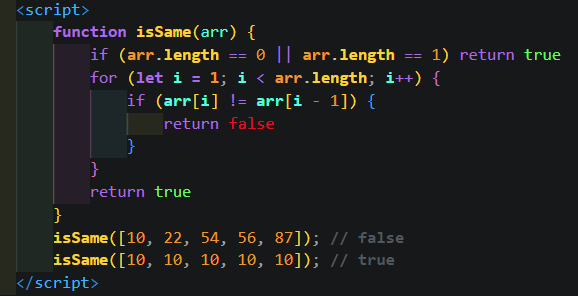 <script>
function isSame(arr) {
if (arr.length == 0 || arr.length == 1) return true
for (let i = 1; i < arr.length; i++) {
if (arr[i] != arr[i - 1]) {
return false
}
}
return true
}
isSame([10, 22, 54, 56, 87]); // false
isSame([10, 10, 10, 10, 10]); // true
</script>